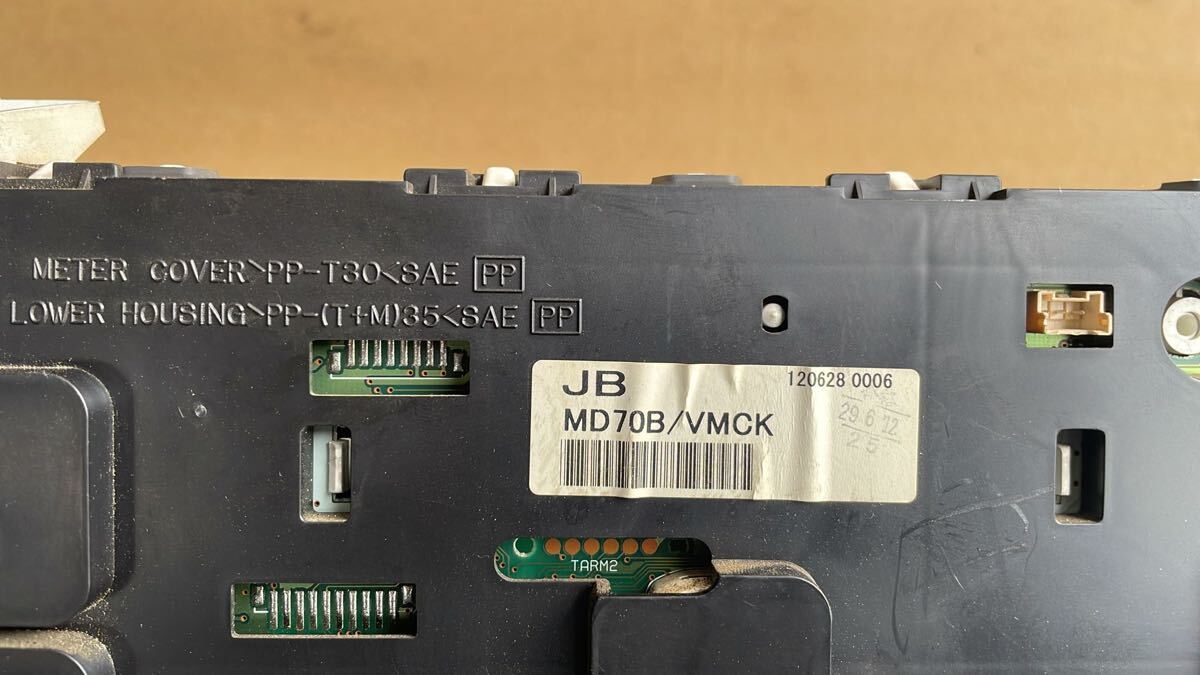 METER COVER>PP-T30<SAE PP
LOWER HOUSING>PP-(T+M)35<SAE PP
JB
120628 0006
MD70B/VMCK
29 6 12
25
TARM2